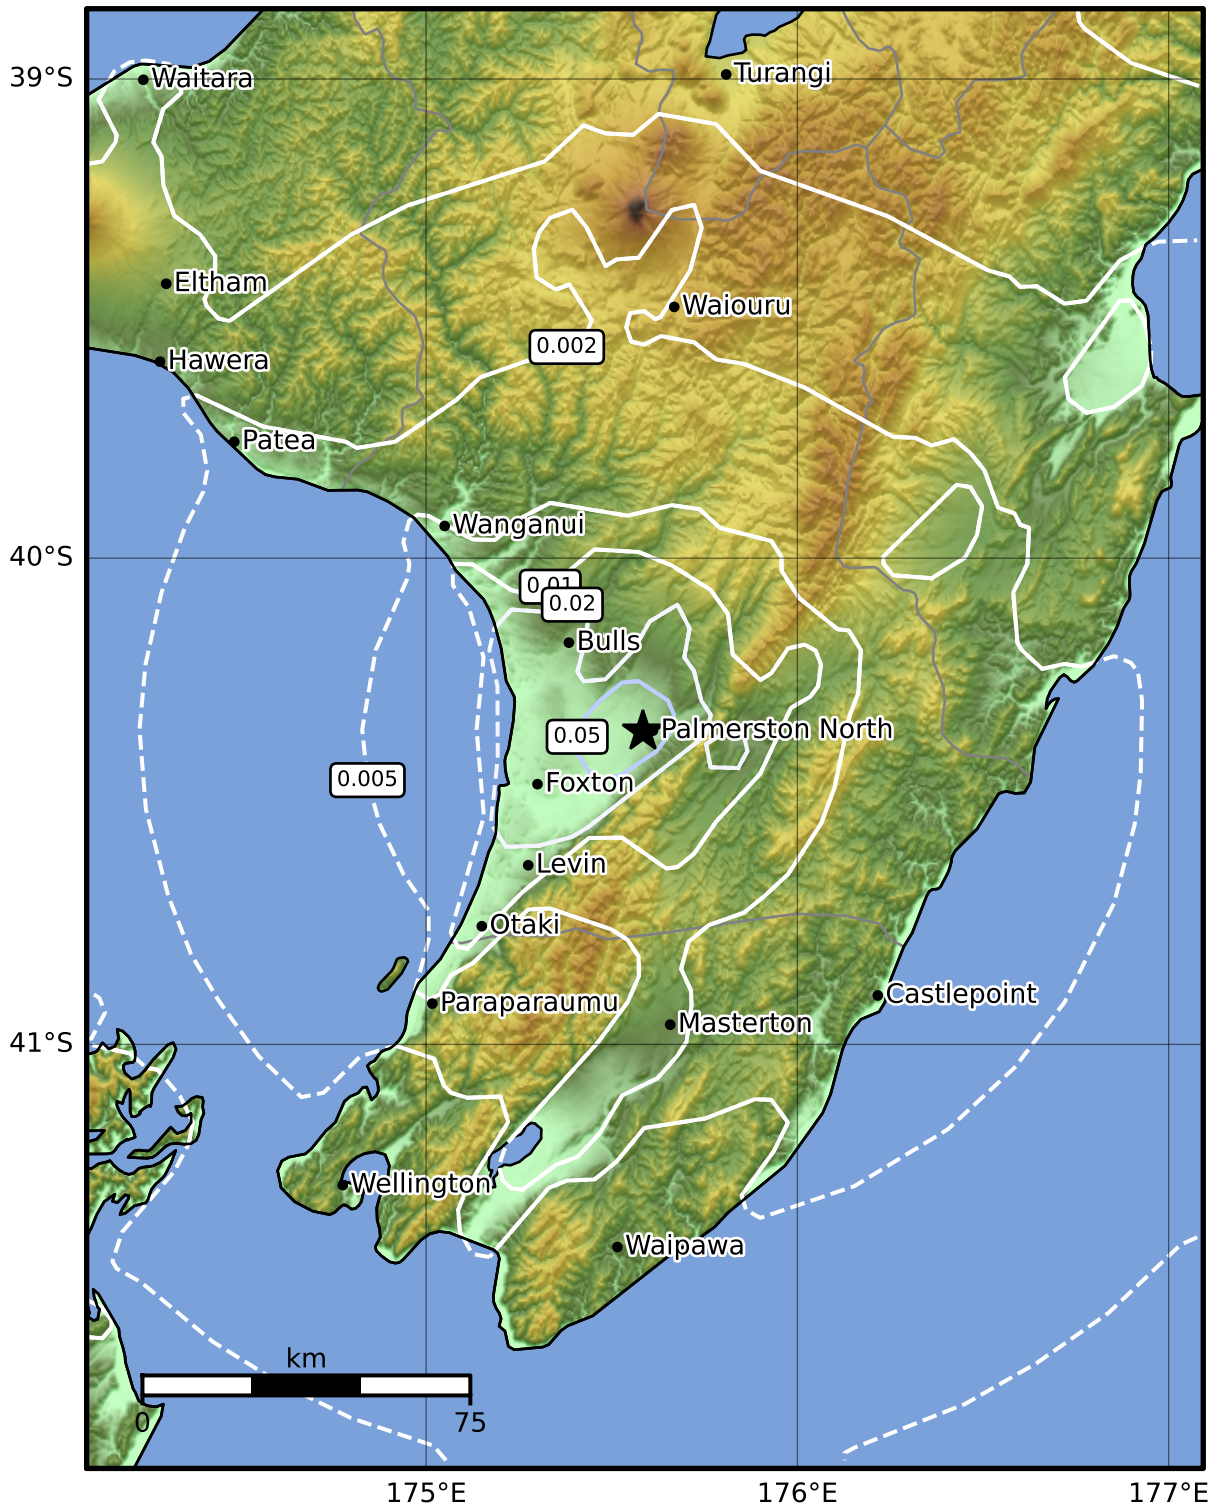 39°S
Waitara
Turangi
Eltham
Waiouru
0.002
Hawera
Patea
Wanganui
40°S
0.01
0.02
Bulls
Palmerston North
0.05
0.005
Foxton
Levin
Otaki
Castlepoint
Paraparaumu
Masterton
41°S
Wellington
Waipawa
km
0 75
175°E 176°E 177°E